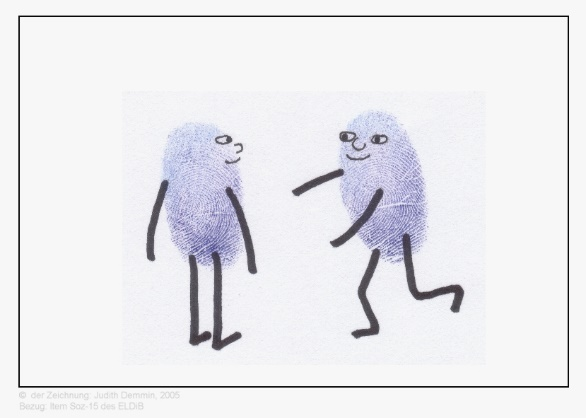 © der Zeichnung: Judith Demmin, 2005
Bezug: Item Soz-15 des ELDiB